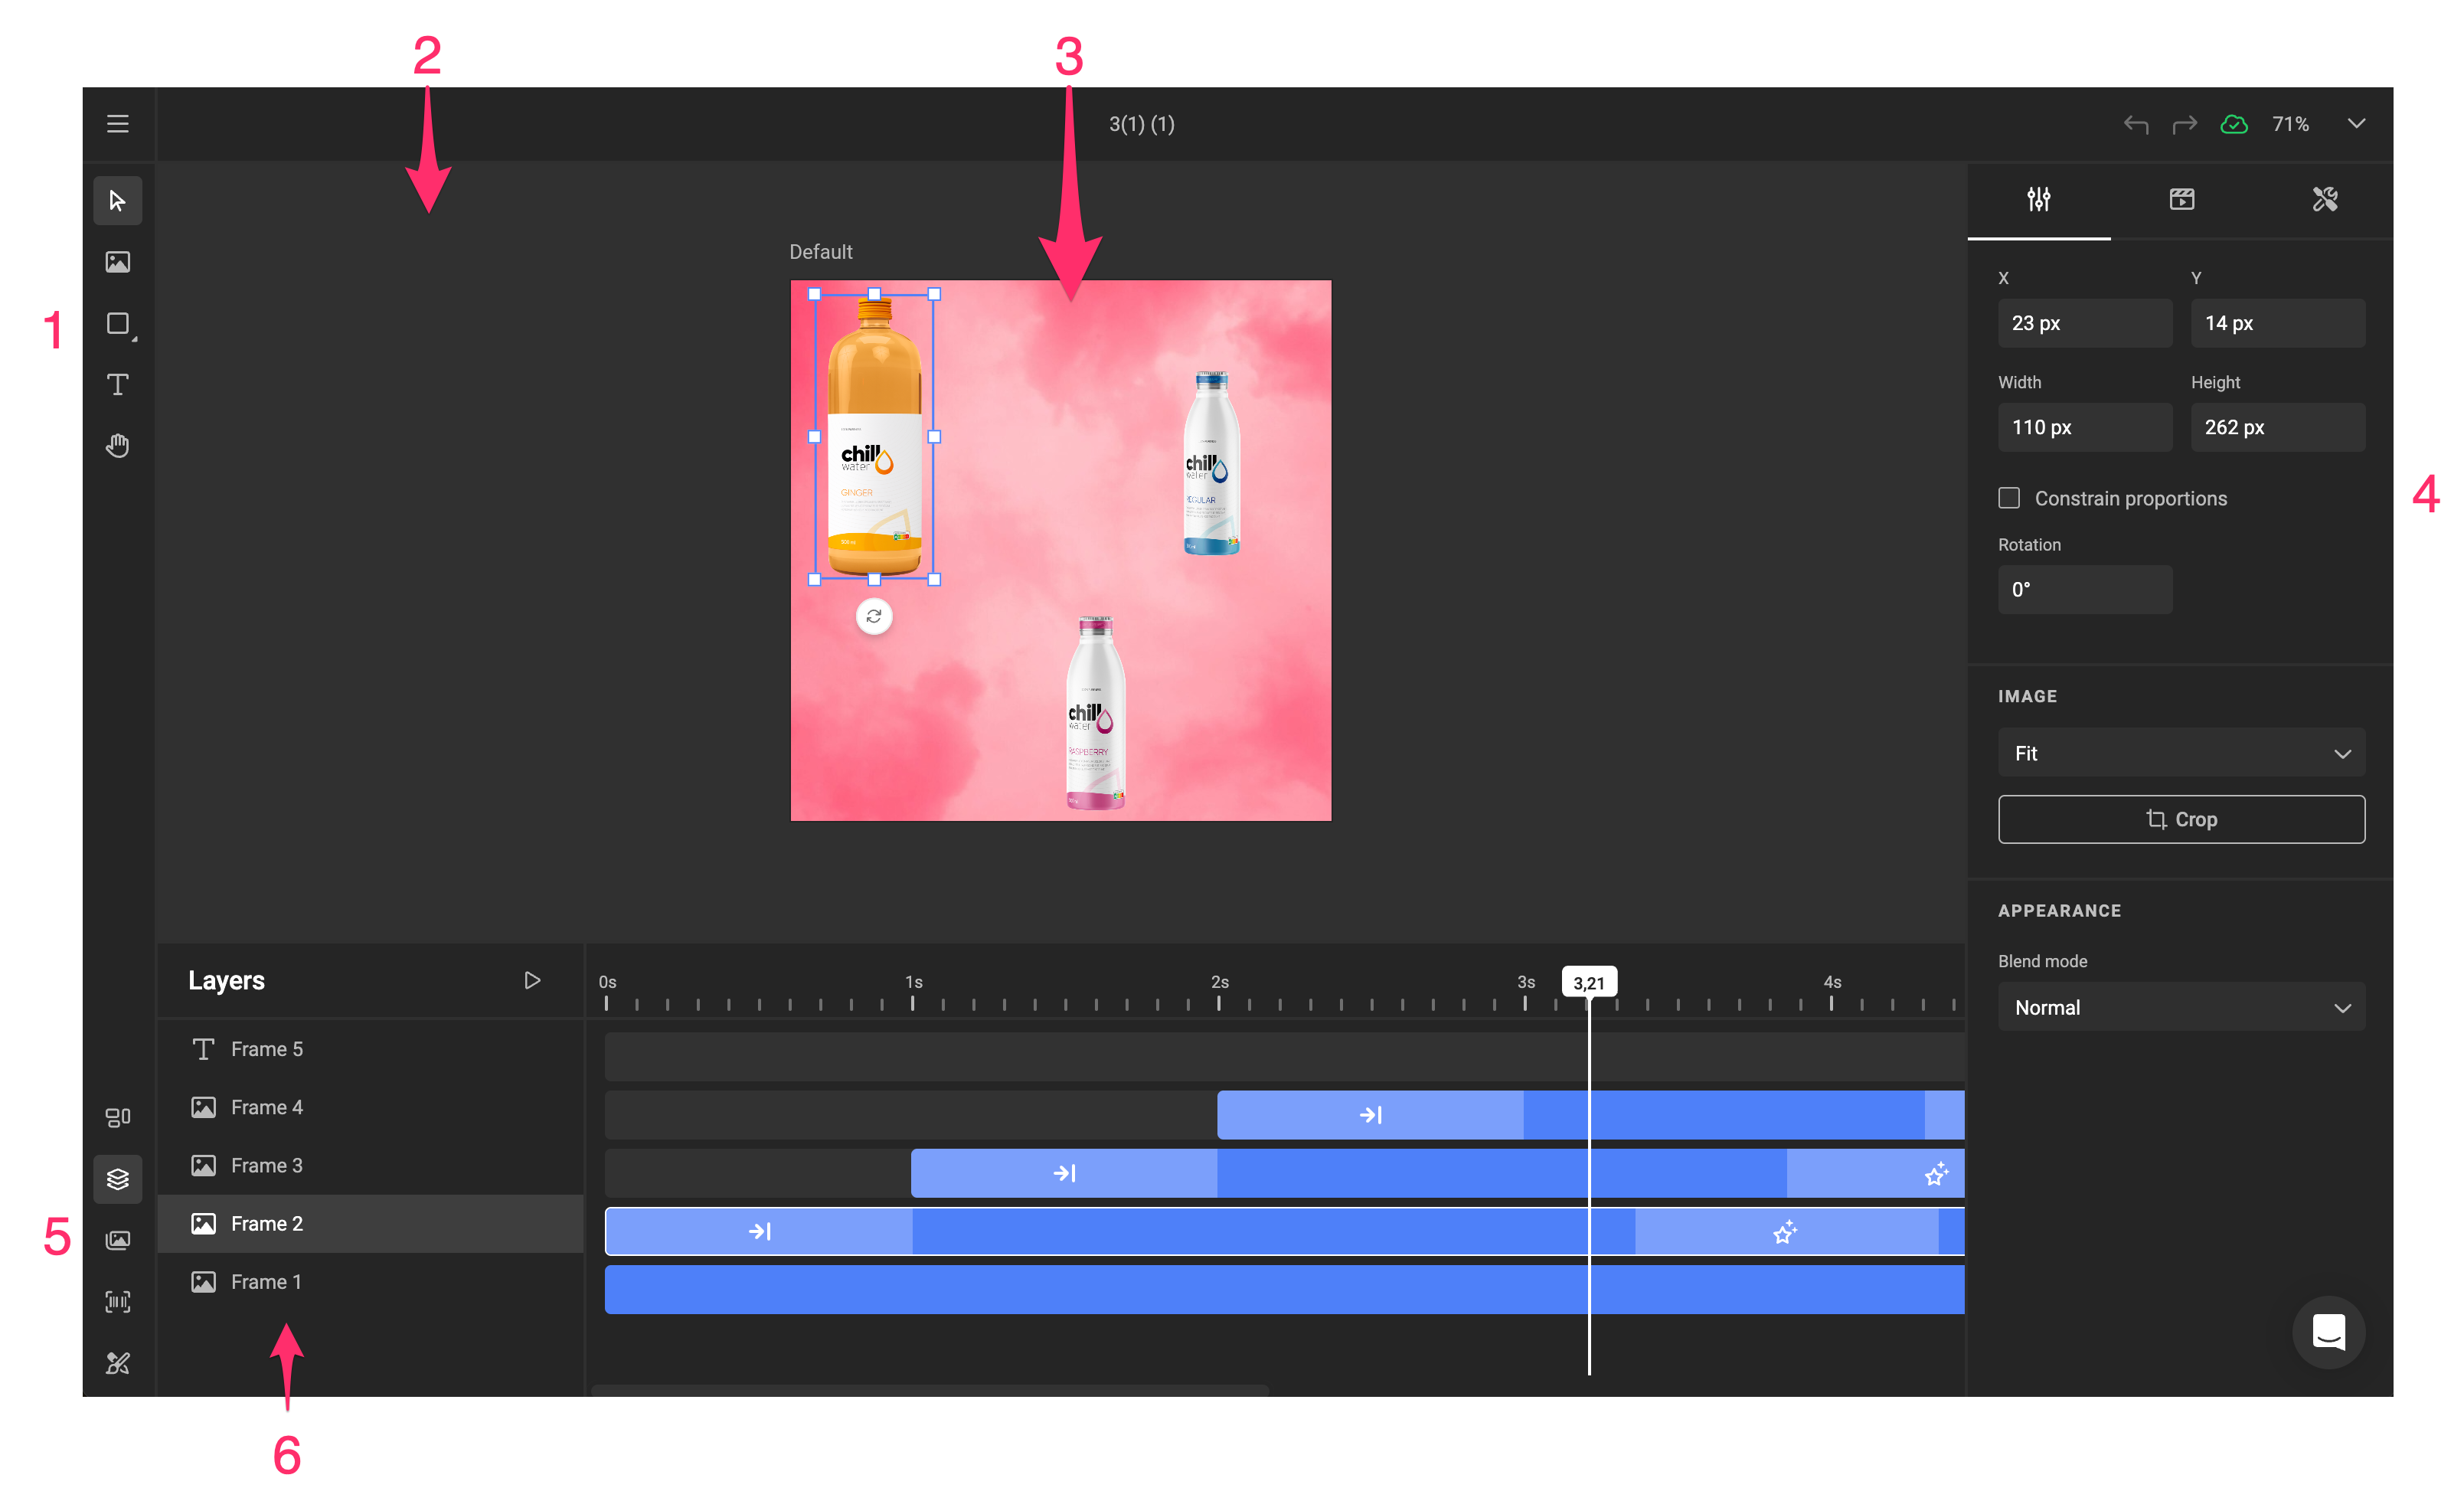 2
3
3(1) (1)
71%
1
Default
X
Y
23 px
14 px
Width
Height
110 px
262 px
Constrain proportions
4
Rotation
0°
chill
water
GINGER
chill
water
REGULAR
chill
water
RASPBERRY
IMAGE
Fit
Crop
APPEARANCE
Blend mode
Normal
Layers
0s
1s
2s
3s
3,21
4s
T Frame 5
Frame 4
Frame 3
Frame 2
5
Frame 1
6